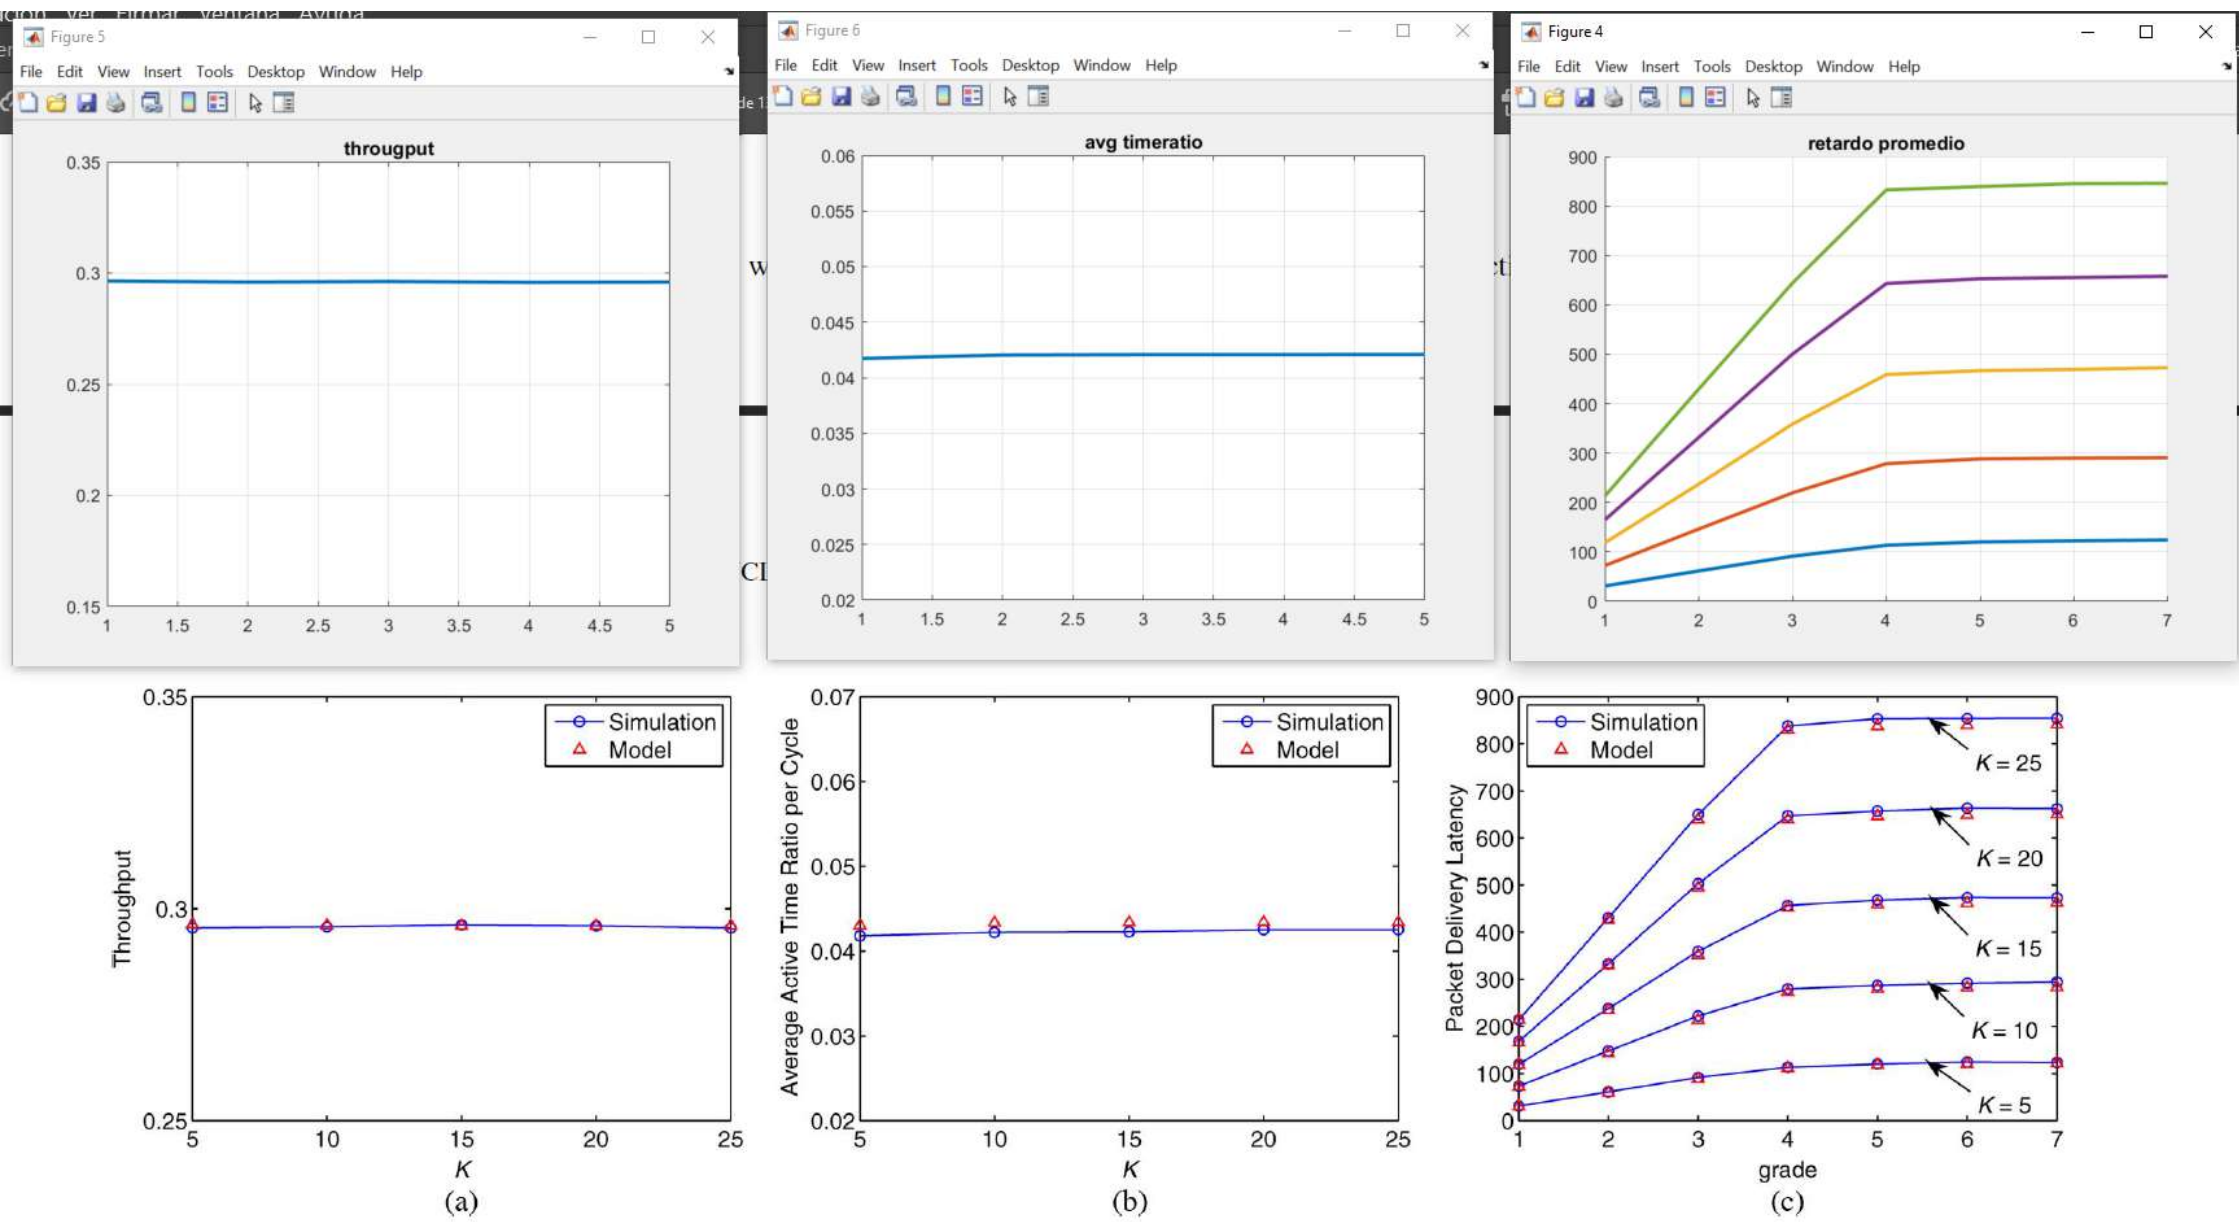 Ver Firmar Ventana Ayuda
Figure 5
File Edit View Insert Tools Desktop Window Help
througput
0.35
0.3
0.25
0.2
0.15
1 1.5 2 2.5 3 3.5 4 4.5 5
de 1
Figure 6
File Edit View Insert Tools Desktop Window Help
avg timeratio
0.06
0.055
0.05
0.045
0.04
0.035
0.03
0.025
0.02
1 1.5 2 2.5 3 3.5 4 4.5 5
w
cti
Figure 4
File Edit View Insert Tools Desktop Window Help
retardo promedio
900
800
700
600
500
400
300
200
100
0
1 2 3 4 5 6 7
0.35
0.3
0.25
Throughput
Simulation
Model
5 10 15 20 25
K
(a)
0.07
0.06
0.05
0.04
0.03
0.02
Average Active Time Ratio per Cycle
Simulation
Model
5 10 15 20 25
K
(b)
900
800
700
600
500
400
300
200
100
0
Packet Delivery Latency
Simulation
Model
K = 25
K = 20
K = 15
K = 10
K = 5
1 2 3 4 5 6 7
grade
(c)